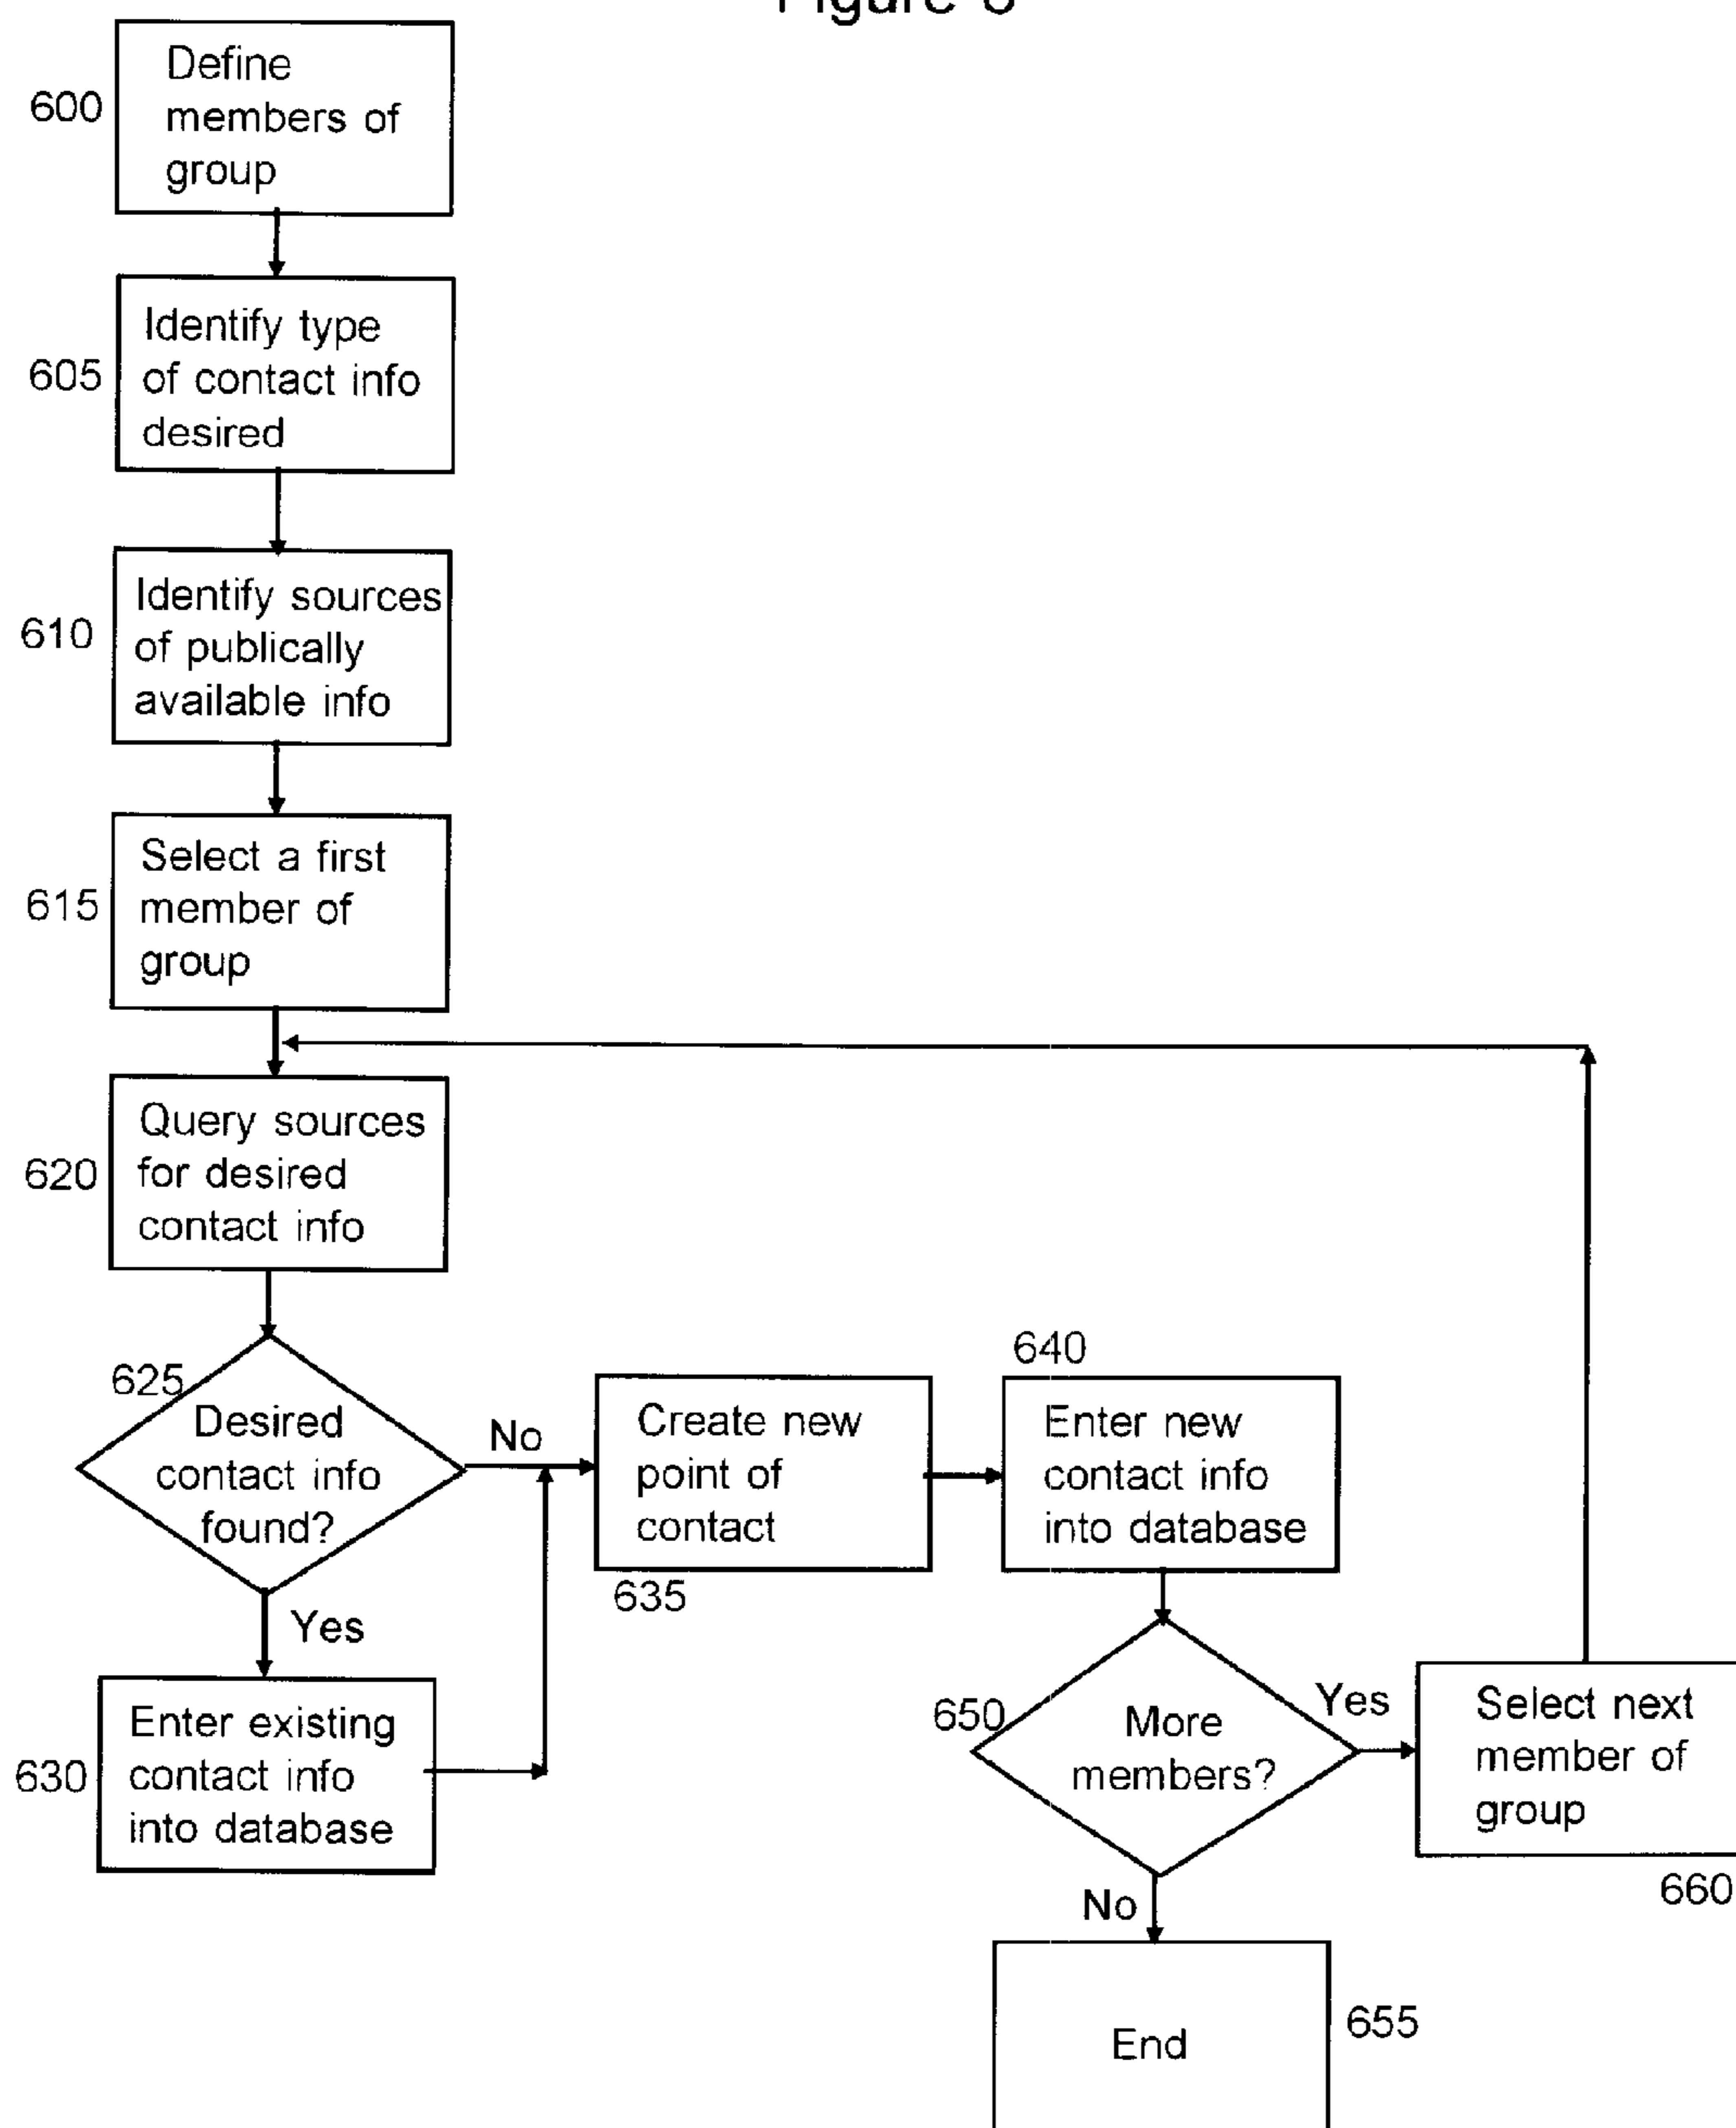 600
Define
members of
group
605
Identify type
of contact info
desired
610
Identify sources
of publically
available info
615
Select a first
member of
group
620
Query sources
for desired
contact info
625
Desired
contact info
found?
No
Yes
630
Enter existing
contact info
into database
Create new
point of
contact
635
640
Enter new
contact info
into database
650
More
members?
Yes
No
Select next
member of
group
660
End
655